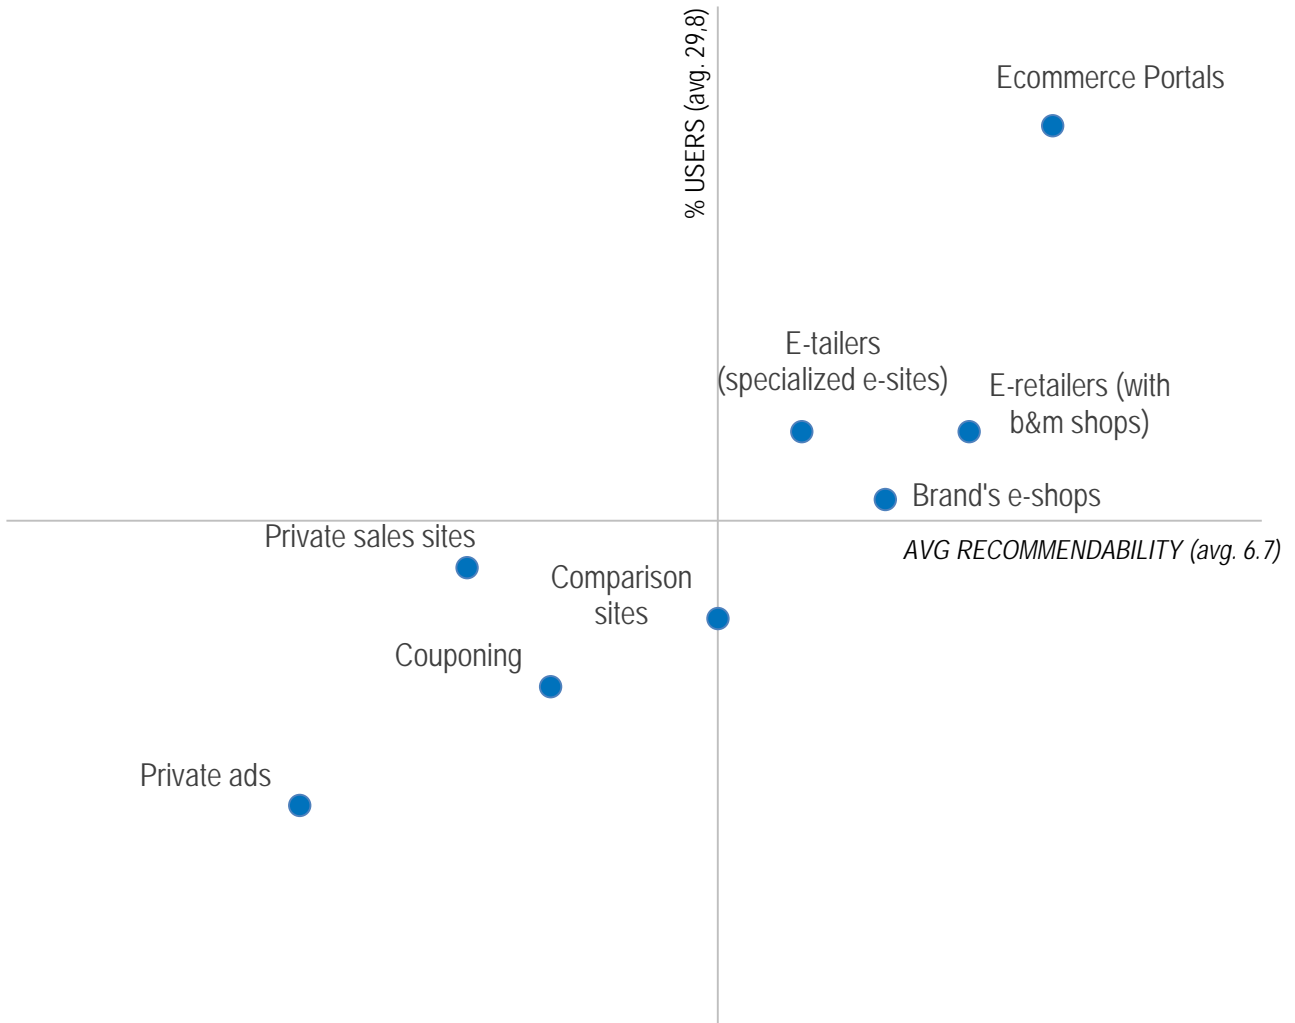 % USERS (avg. 29,8)
Ecommerce Portals
E-tailers
(specialized e-sites)
E-retailers (with
b&m shops)
Brand's e-shops
AVG RECOMMENDABILITY (avg. 6.7)
Private sales sites
Comparison
sites
Couponing
Private ads